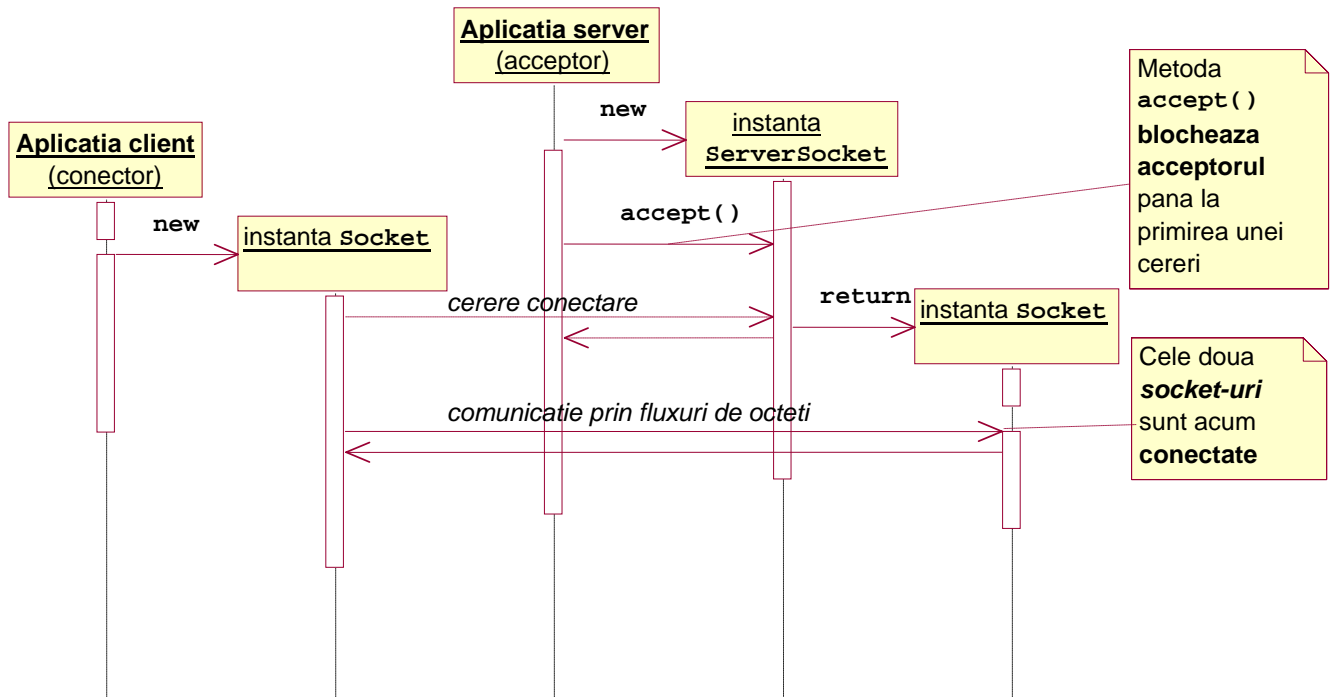 Aplicatia server
(acceptor)
Metoda
accept()
blocheaza
acceptorul
pana la
primirea unei
cereri
new
instanta
ServerSocket
Aplicatia client
(conector)
new
instanta Socket
accept()
cerere conectare
return
instanta Socket
Cele doua
socket-uri
sunt acum
conectate
comunicatie prin fluxuri de octeti